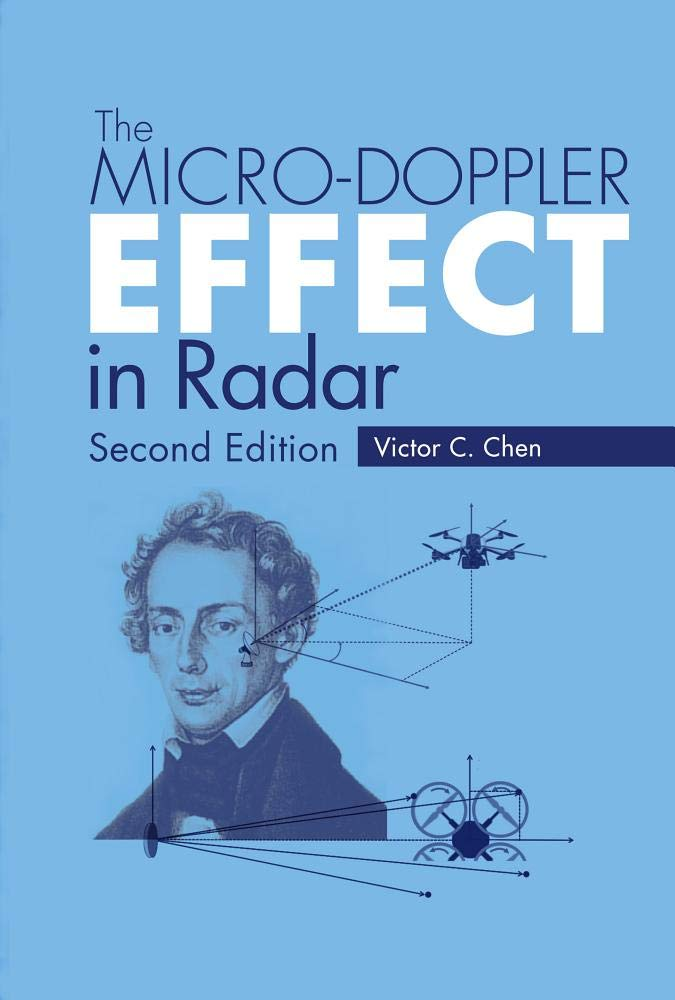 The
MICRO-DOPPLER
EFFECT
in Radar
Second Edition
Victor C. Chen